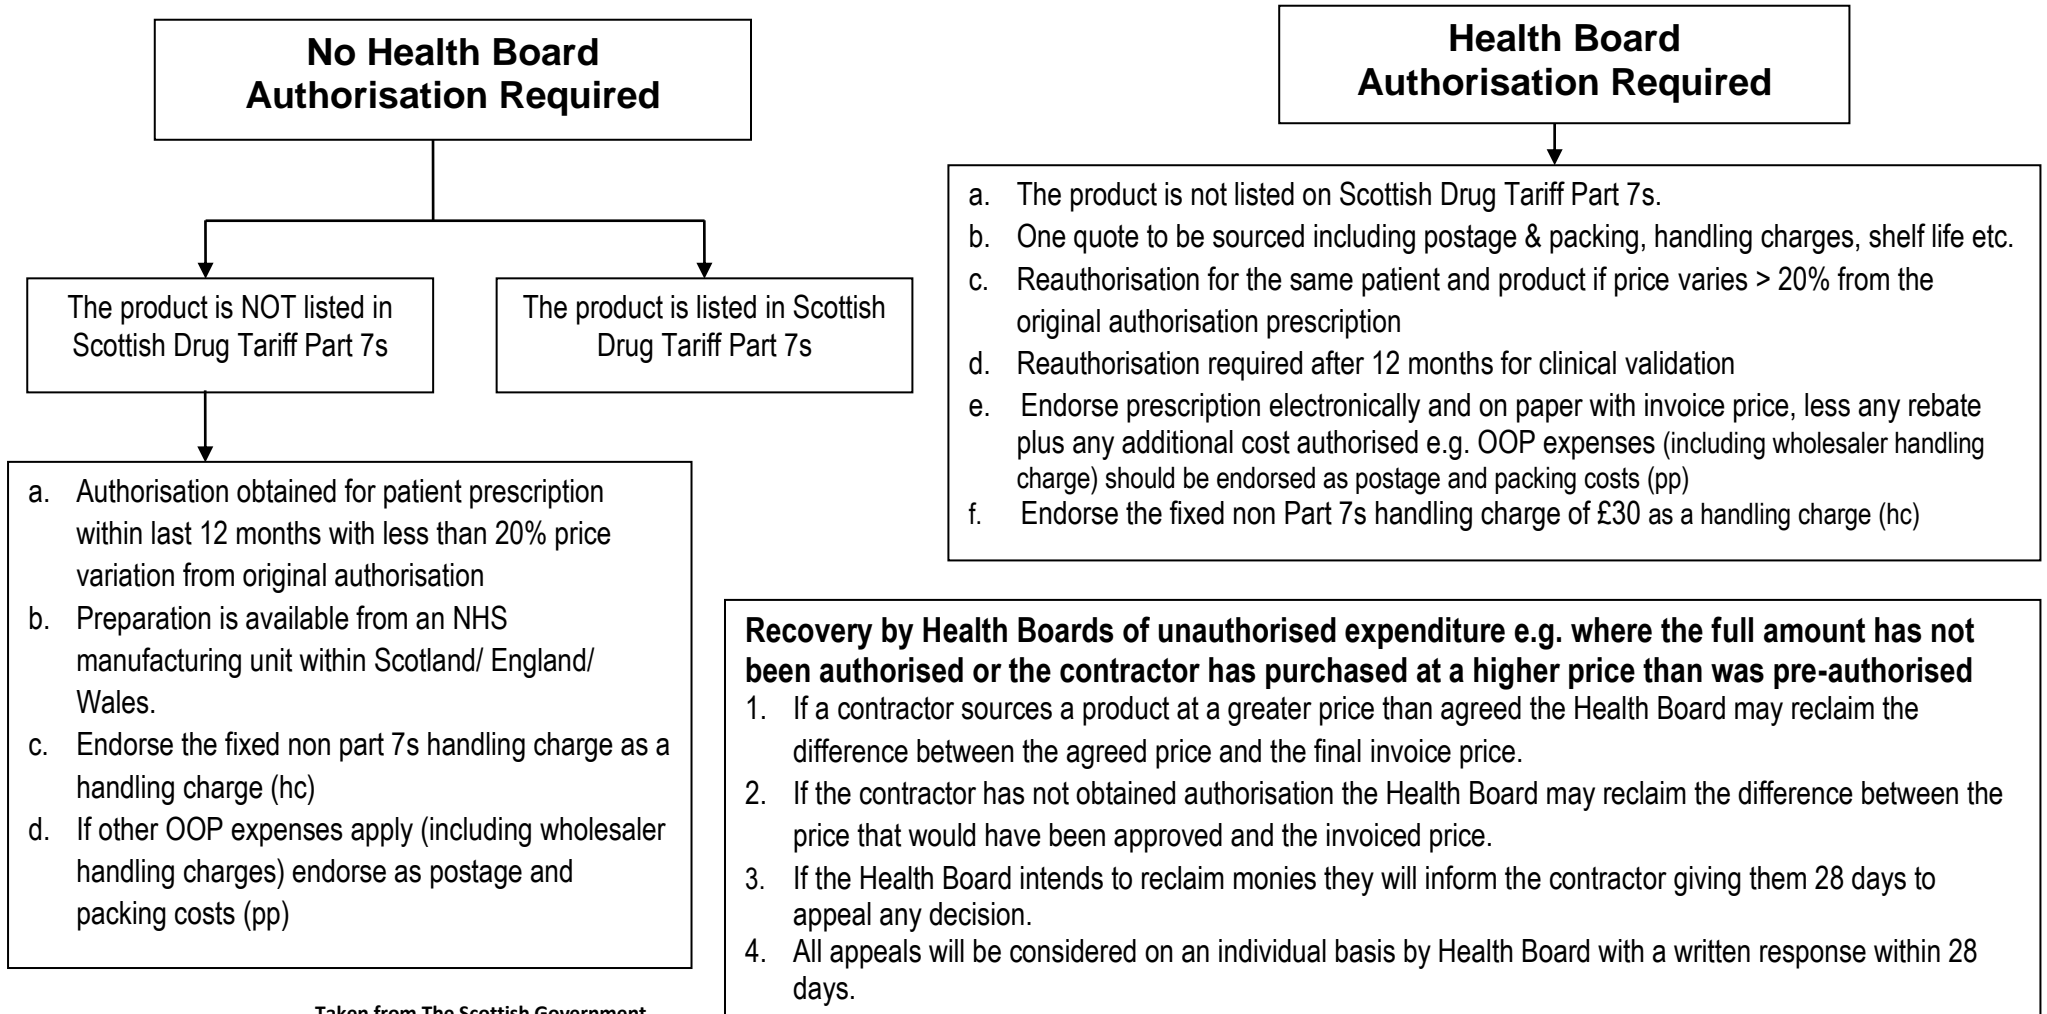 No Health Board
Authorisation Required
Health Board
Authorisation Required
The product is NOT listed in
Scottish Drug Tariff Part 7s
The product is listed in Scottish
Drug Tariff Part 7s
a. Authorisation obtained for patient prescription
within last 12 months with less than 20% price
variation from original authorisation
b. Preparation is available from an NHS
manufacturing unit within Scotland/ England/
Wales.
c. Endorse the fixed non part 7s handling charge as a
handling charge (hc)
d. If other OOP expenses apply (including wholesaler
handling charges) endorse as postage and
packing costs (pp)
a. The product is not listed on Scottish Drug Tariff Part 7s.
b. One quote to be sourced including postage & packing, handling charges, shelf life etc.
c. Reauthorisation for the same patient and product if price varies > 20% from the
original authorisation prescription
d. Reauthorisation required after 12 months for clinical validation
e. Endorse prescription electronically and on paper with invoice price, less any rebate
plus any additional cost authorised e.g. OOP expenses (including wholesaler handling
charge) should be endorsed as postage and packing costs (pp)
f. Endorse the fixed non Part 7s handling charge of £30 as a handling charge (hc)
Recovery by Health Boards of unauthorised expenditure e.g. where the full amount has not
been authorised or the contractor has purchased at a higher price than was pre-authorised
1. If a contractor sources a product at a greater price than agreed the Health Board may reclaim the
difference between the agreed price and the final invoice price.
2. If the contractor has not obtained authorisation the Health Board may reclaim the difference between the
price that would have been approved and the invoiced price.
3. If the Health Board intends to reclaim monies they will inform the contractor giving them 28 days to
appeal any decision.
4. All appeals will be considered on an individual basis by Health Board with a written response within 28
days.
Taken from The Scottish Government